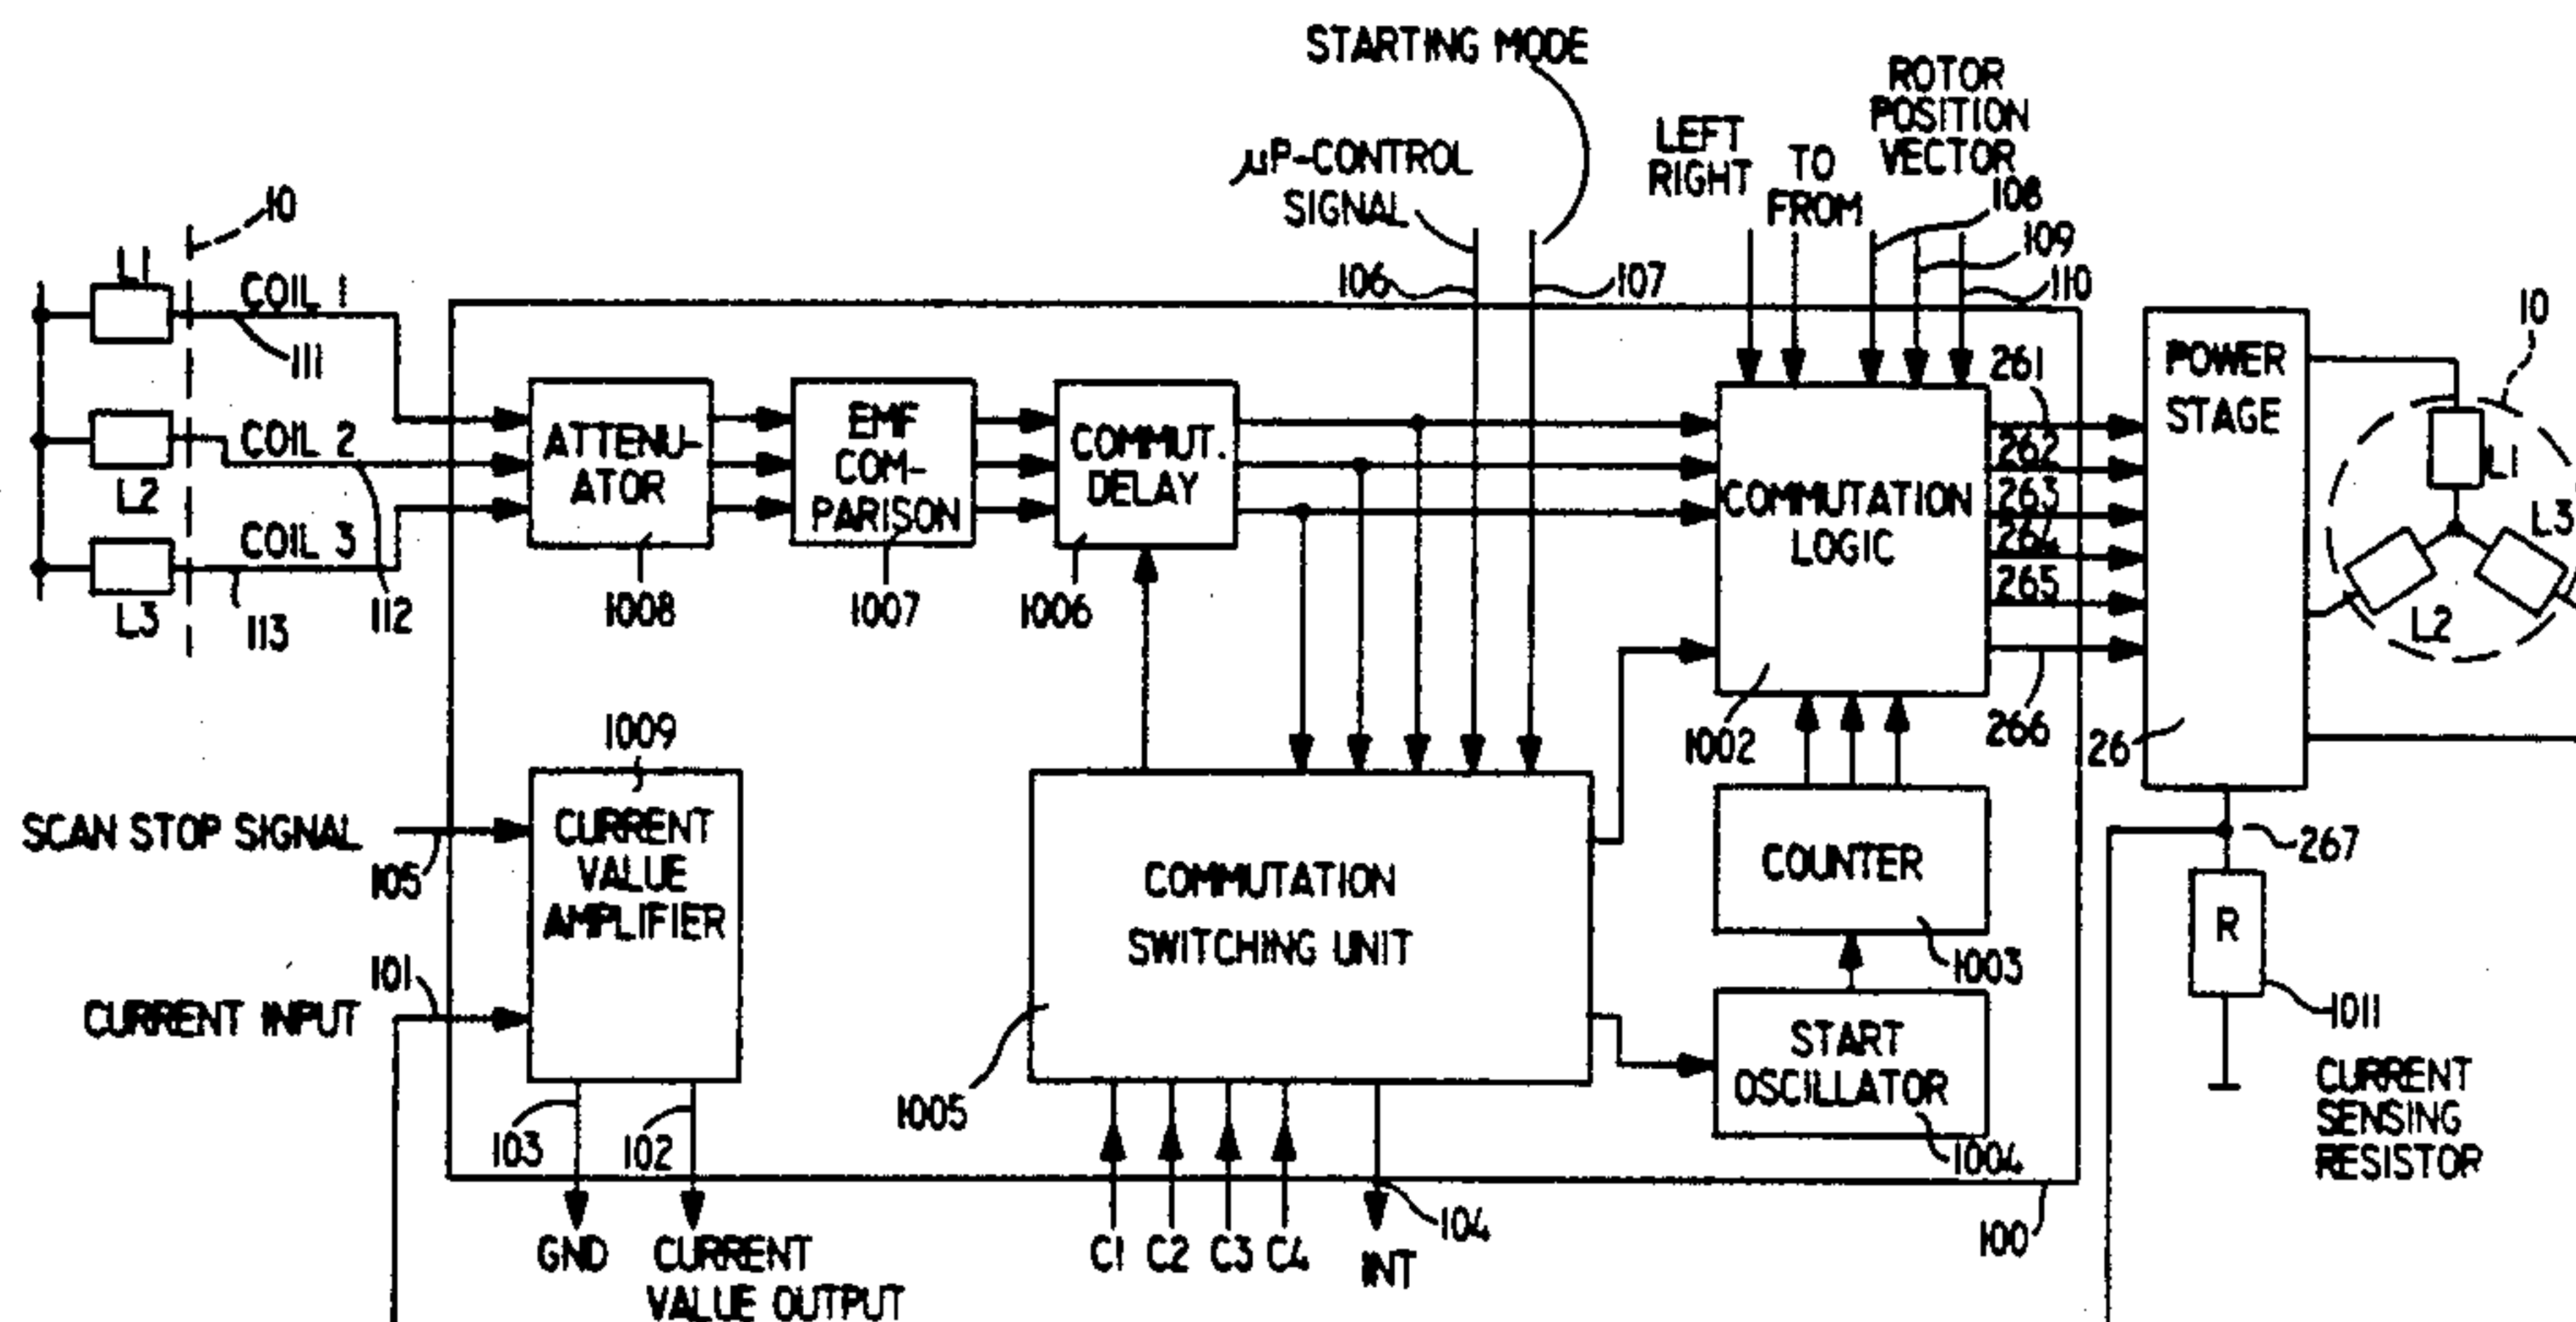 STARTING MODE
μP-CONTROL
SIGNAL
LEFT
RIGHT
TO
FROM
ROTOR
POSITION
VECTOR
108
109
110
106
107
10
L1
COIL 1
111
L2
COIL 2
112
L3
COIL 3
113
ATTENU-
ATOR
1008
EMF
COM-
PARISON
1007
COMMUT.
DELAY
1006
COMMUTATION
LOGIC
1002
261
262
263
264
265
266
POWER
STAGE
26
10
L1
L3
L2
267
R
1011
CURRENT
SENSING
RESISTOR
SCAN STOP SIGNAL
105
CURRENT INPUT
101
1009
CURRENT
VALUE
AMPLIFIER
103
102
GND
CURRENT
VALUE OUTPUT
COMMUTATION
SWITCHING UNIT
1005
C1 C2 C3 C4
INT
104
COUNTER
1003
START
OSCILLATOR
1004
100